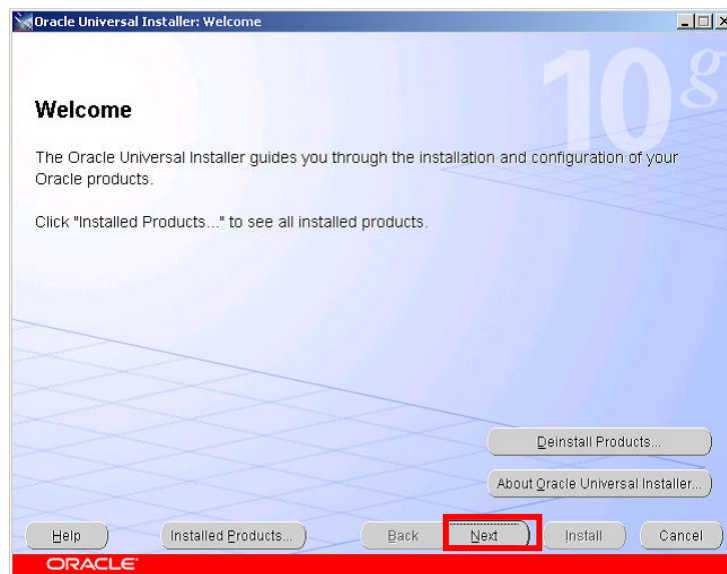 Oracle Universal Installer: Welcome
10g
Welcome
The Oracle Universal Installer guides you through the installation and configuration of your
Oracle products.
Click "Installed Products..." to see all installed products.
Deinstall Products...
About Oracle Universal Installer...
Help Installed Products... Back Next Install Cancel
ORACLE